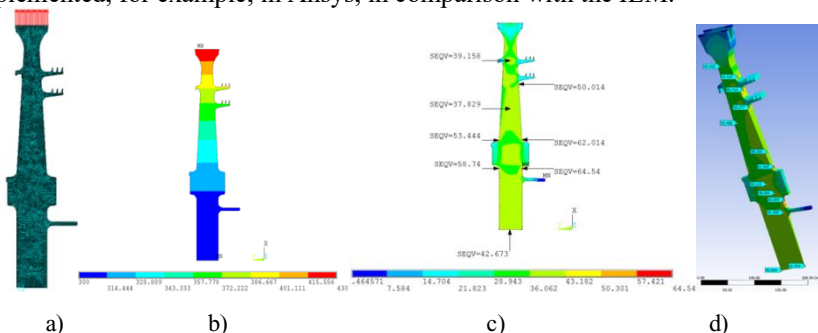 plemented, for example, in Ansys, in comparison with the IEM.
MX
SEQV=39.158
SEQV=50.014
SEQV=37.829
SEQV=53.444
SEQV=62.014
SEQV=58.74
SEQV=64.54
MN
X
X
SEQV=42.673
300
314.444
328.889
343.333
357.778
372.222
386.667
401.111
415.556
430
.464571
7.584
14.704
21.823
28.943
36.062
43.182
50.301
57.421
64.54
a)
b)
c)
d)